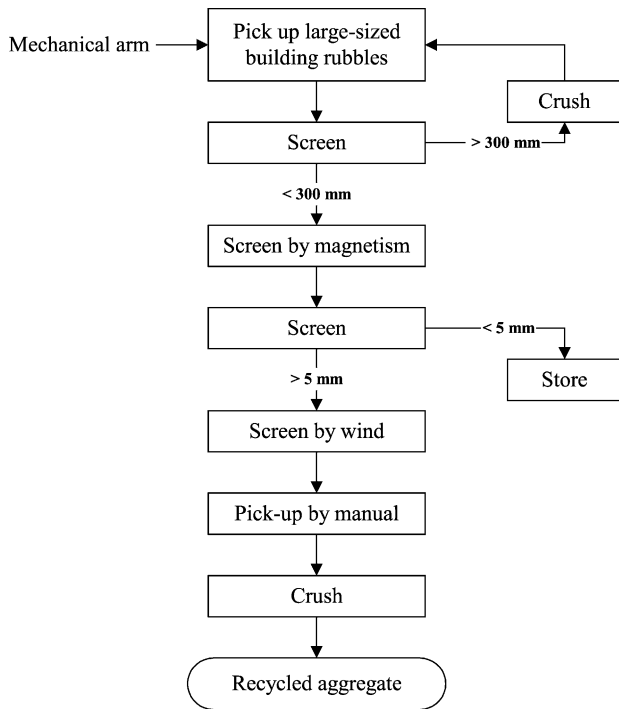 Pick up large-sized
building rubbles
Mechanical arm
Crush
Screen
> 300 mm
< 300 mm
Screen by magnetism
Screen
< 5 mm
> 5 mm
Store
Screen by wind
Pick-up by manual
Crush
Recycled aggregate